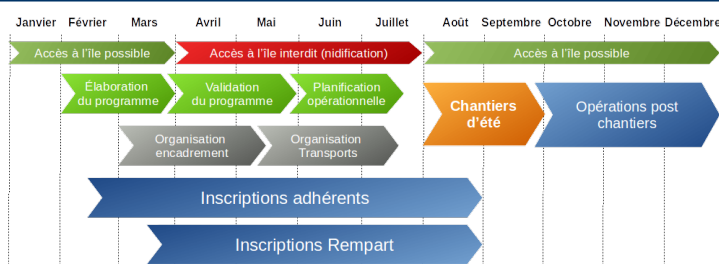 Janvier Février Mars Avril Mai Juin Juillet Août Septembre Octobre Novembre Décembre
Accès à l'île possible Accès à l'île interdit (nidification) Accès à l'île possible
Élaboration
du programme
Validation
du programme
Planification
opérationnelle
Chantiers
d'été
Opérations post
chantiers
Organisation
encadrement
Organisation
Transports
Inscriptions adhérents
Inscriptions Rempart